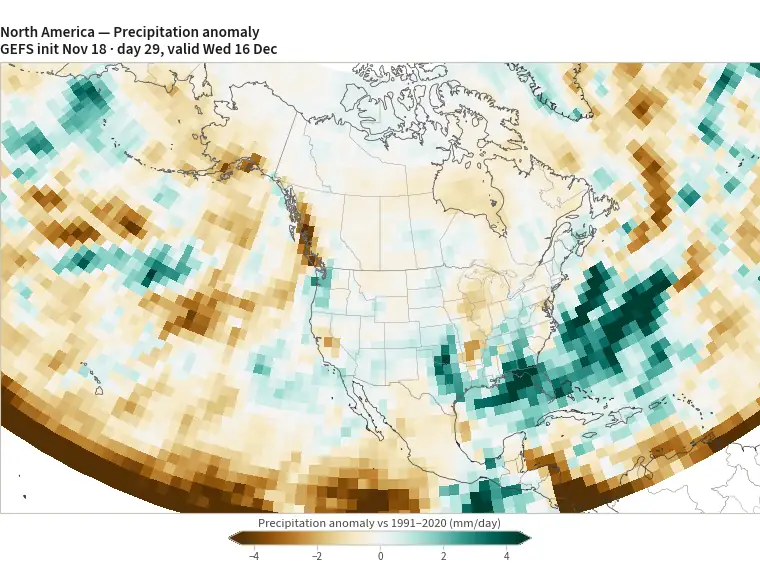 North America — Precipitation anomaly
GEFS init Nov 18 · day 29, valid Wed 16 Dec
Precipitation anomaly vs 1991–2020 (mm/day)
−4 −2 0 2 4